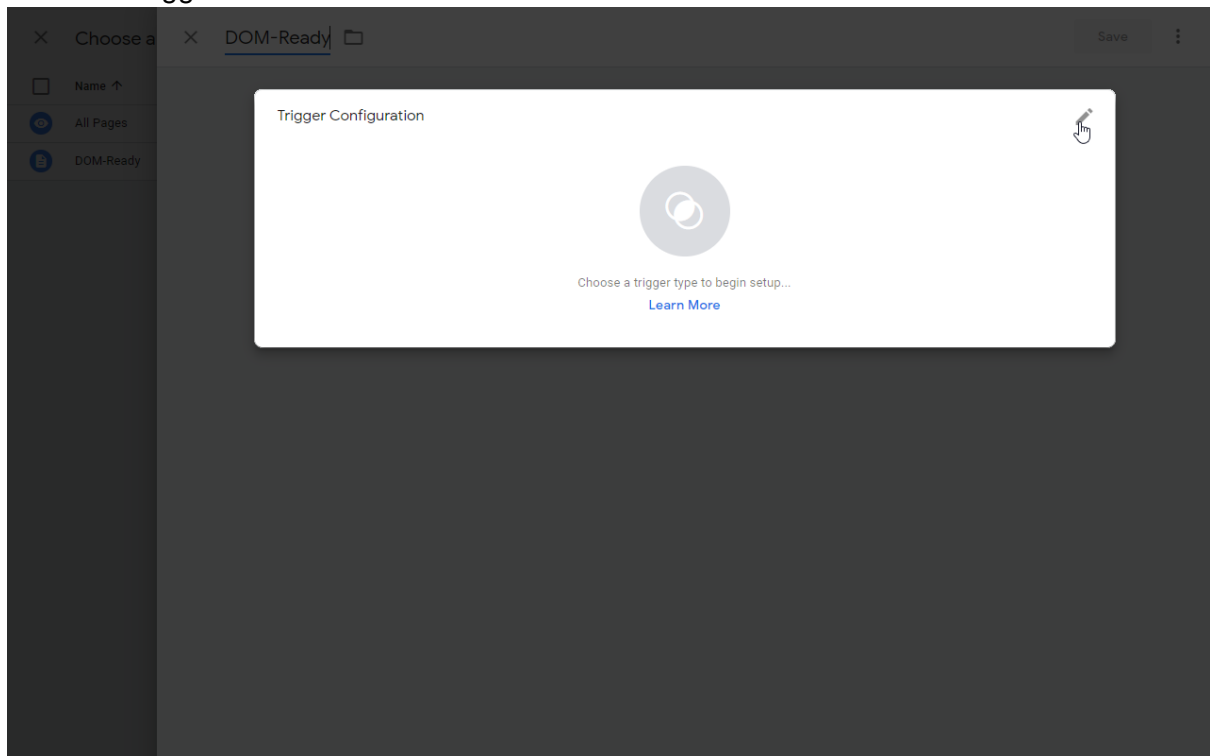 Choose a
DOM-Ready
Save
Name
All Pages
DOM-Ready
Trigger Configuration
Choose a trigger type to begin setup...
Learn More